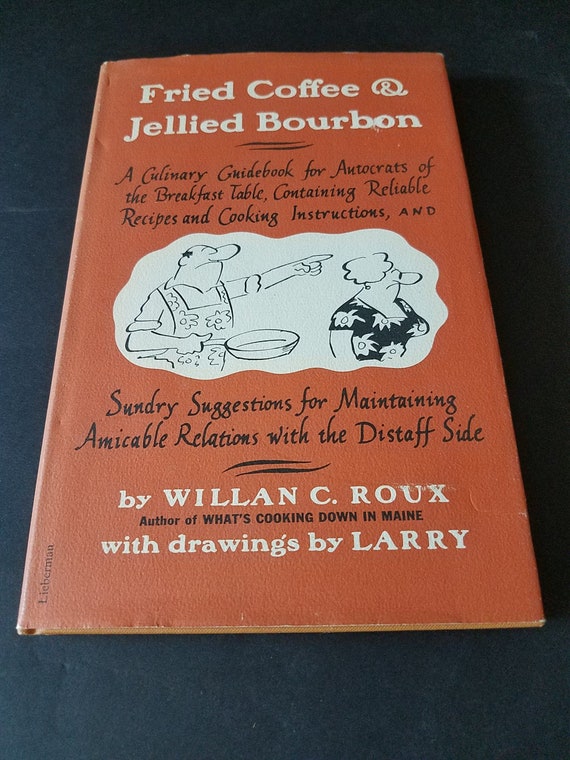 Fried Coffee &
Jellied Bourbon
A Culinary Guidebook for Autocrats of
the Breakfast Table, Containing Reliable
Recipes and Cooking Instructions, AND
Sundry Suggestions for Maintaining
Amicable Relations with the Distaff Side
by WILLAN C. ROUX
Author of WHAT'S COOKING DOWN IN MAINE
with drawings by LARRY
Lieberman